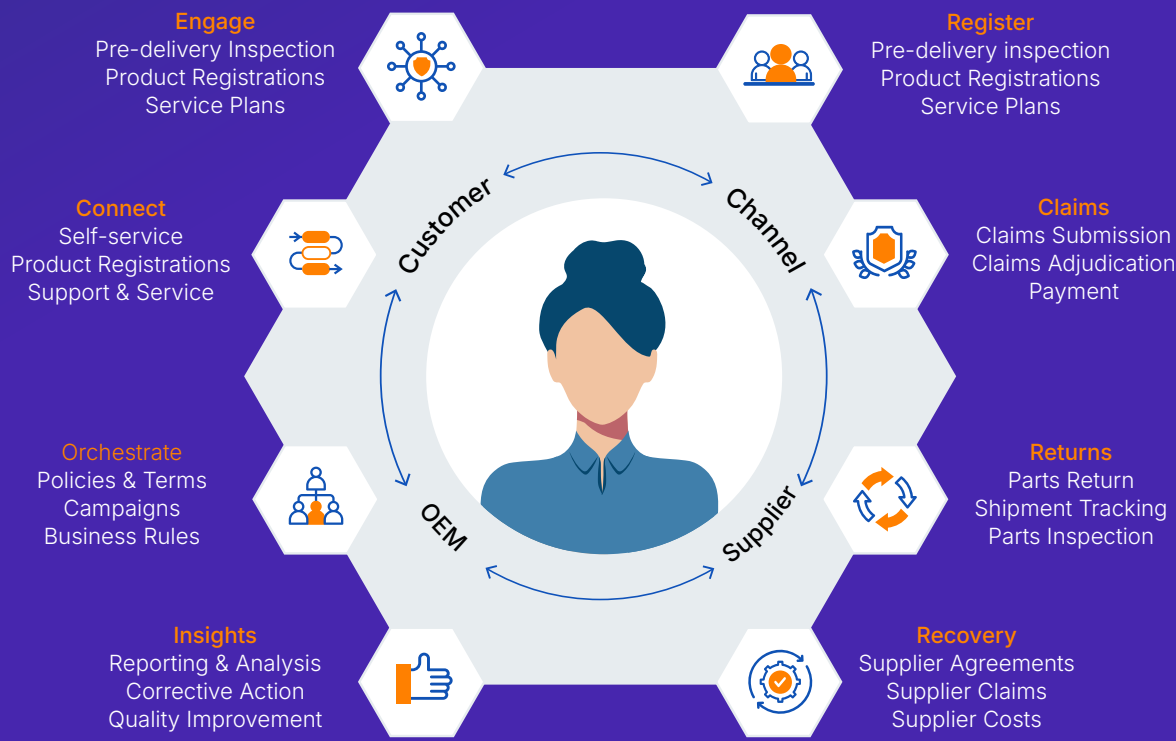 Engage
Pre-delivery Inspection
Product Registrations
Service Plans
Register
Pre-delivery inspection
Product Registrations
Service Plans
Customer
Channel
Connect
Self-service
Product Registrations
Support & Service
Claims
Claims Submission
Claims Adjudication
Payment
Orchestrate
Policies & Terms
Campaigns
Business Rules
OEM
Supplier
Returns
Parts Return
Shipment Tracking
Parts Inspection
Insights
Reporting & Analysis
Corrective Action
Quality Improvement
Recovery
Supplier Agreements
Supplier Claims
Supplier Costs